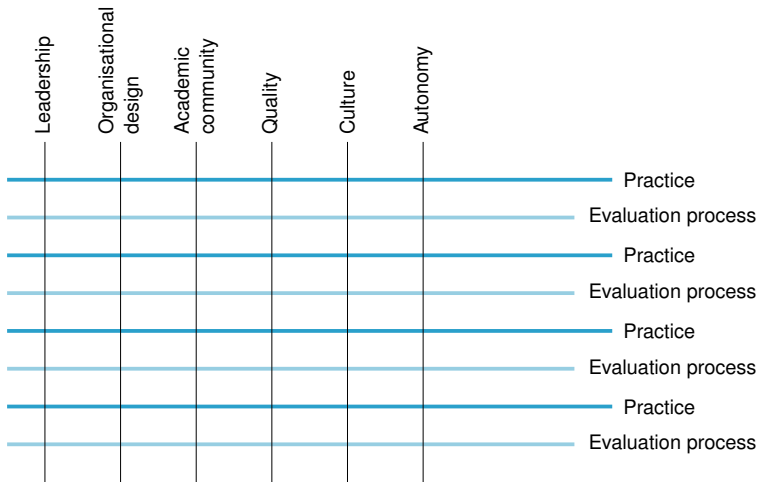 Leadership
Organisational
design
Academic
community
Quality
Culture
Autonomy
Practice
Evaluation process
Practice
Evaluation process
Practice
Evaluation process
Practice
Evaluation process